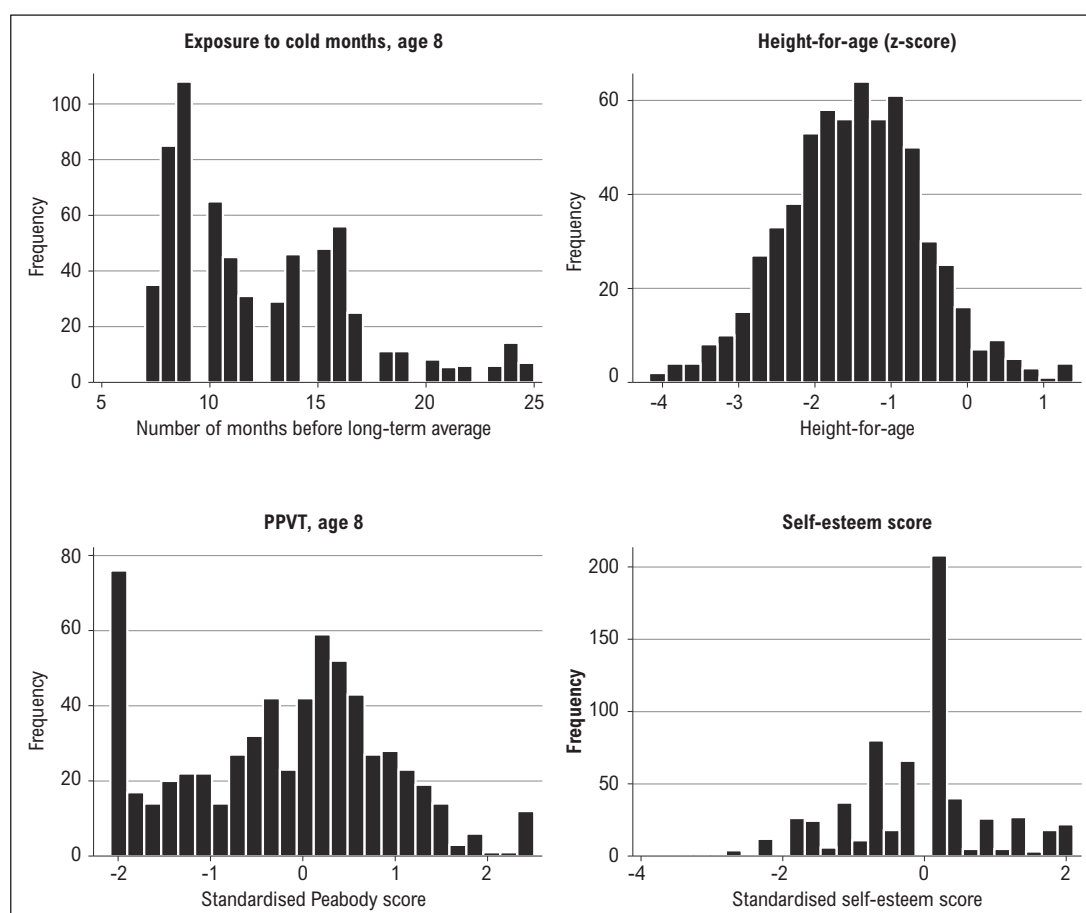 Exposure to cold months, age 8
Frequency
100
80
60
40
20
0
5 10 15 20 25
Number of months before long-term average
Height-for-age (z-score)
Frequency
60
40
20
0
-4 -3 -2 -1 0 1
Height-for-age
PPVT, age 8
Frequency
80
60
40
20
0
-2 -1 0 1 2
Standardised Peabody score
Self-esteem score
Frequency
200
150
100
50
0
-4 -2 0 2
Standardised self-esteem score